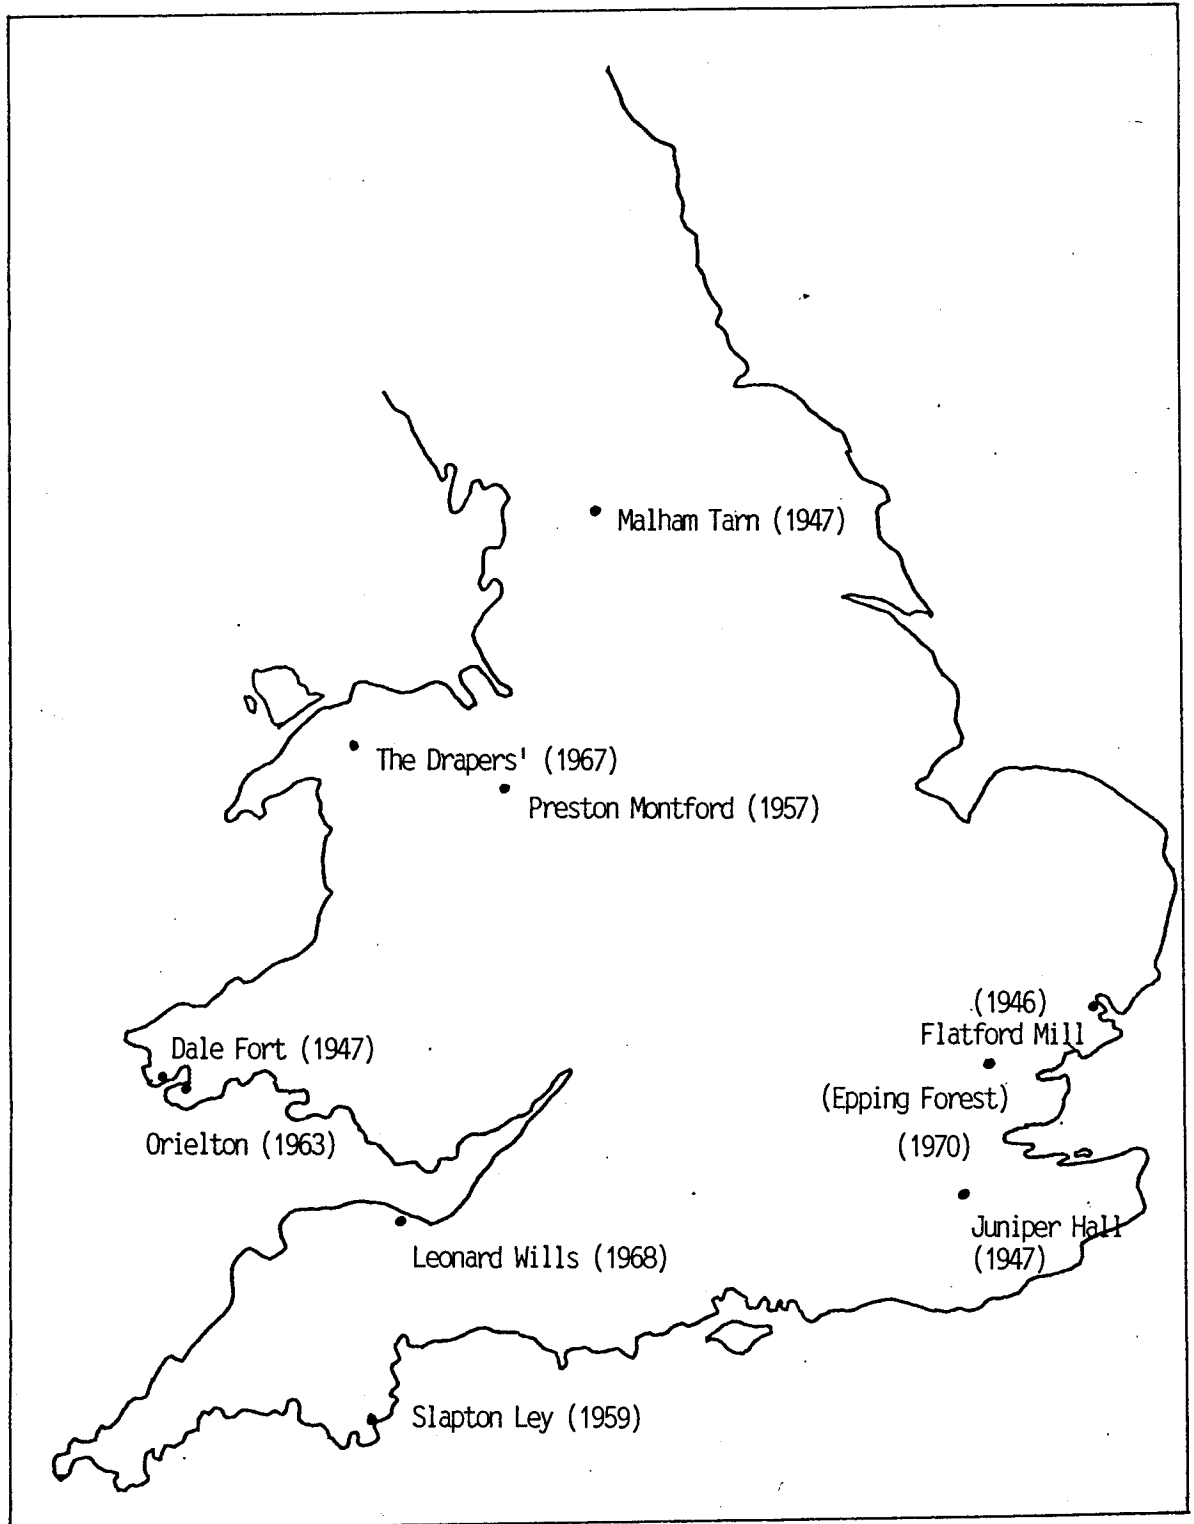 Malham Tarn (1947)
The Drapers' (1967)
Preston Montford (1957)
(1946)
Flatford Mill
Dale Fort (1947)
(Epping Forest)
(1970)
Orielton (1963)
Juniper Hall
(1947)
Leonard Wills (1968)
Slapton Ley (1959)